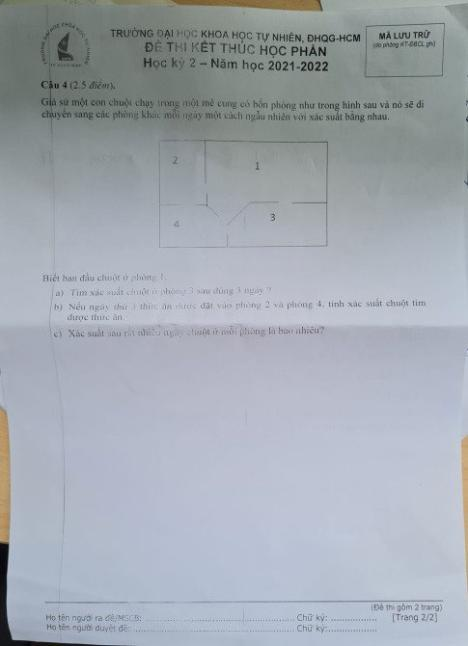 TRƯỜNG ĐẠI HỌC KHOA HỌC TỰ NHIÊN, ĐHQG-HCM
ĐỀ THI KẾT THÚC HỌC PHẦN
Học kỳ 2 – Năm học 2021-2022
MÃ LƯU TRỮ
(do phòng KT-ĐBCL ghi)
Câu 4 (2.5 điểm).
Giả sử một con chuột chạy trong một mê cung có bốn phòng như trong hình sau và nó sẽ di
chuyển sang các phòng khác mỗi ngày một cách ngẫu nhiên với xác suất bằng nhau.
2
1
4
3
Biết ban đầu chuột ở phòng 1.
a) Tìm xác suất chuột ở phòng 3 sau đúng 3 ngày ?
b) Nếu ngày thứ 3 thức ăn được đặt vào phòng 2 và phòng 4, tính xác suất chuột tìm
được thức ăn.
c) Xác suất sau rất nhiều ngày chuột ở mỗi phòng là bao nhiêu?
(Đề thi gồm 2 trang)
Họ tên người ra đề/MSCB: ............ Chữ ký: ............
[Trang 2/2]
Họ tên người duyệt đề: ............ Chữ ký: ............